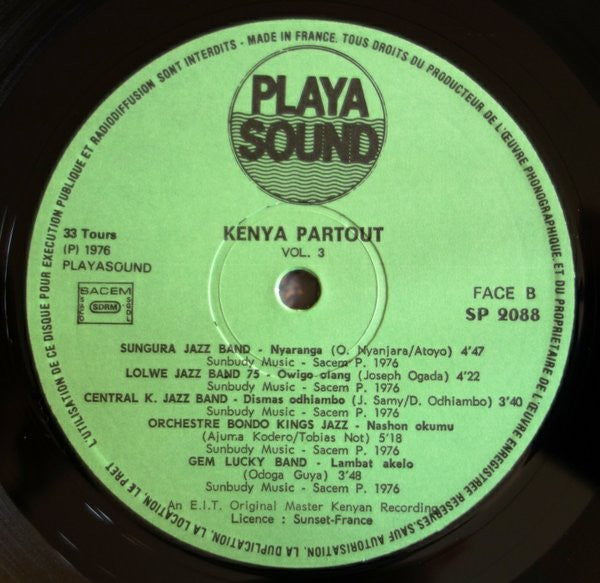 L'UTILISATION DE CE DISQUE POUR EXECUTION PUBLIQUE ET RADIODIFFUSION SONT INTERDITS - MADE IN FRANCE. TOUS DROITS DU PRODUCTEUR DE L'ŒUVRE PHONOGRAPHIQUE ET DU PROPRIETAIRE DE L'ŒUVRE ENREGISTREE RESERVES. SAUF AUTORISATION, LA DUPLICATION, LA LOCATION, LE PRET
PLAYA
SOUND
KENYA PARTOUT
VOL. 3
33 Tours
(P) 1976
PLAYASOUND
SACEM
SDRM
FACE B
SP 2088
SUNGURA JAZZ BAND - Nyaranga (O. Nyanjara/Atoyo) 4'47
Sunbudy Music - Sacem P. 1976
LOLWE JAZZ BAND 75 - Owigo olang (Joseph Ogada) 4'22
Sunbudy Music - Sacem P. 1976
CENTRAL K. JAZZ BAND - Dismas odhiambo (J. Samy/D. Odhiambo) 3'40
Sunbudy Music - Sacem P. 1976
ORCHESTRE BONDO KINGS JAZZ - Nashon okumu
(Ajuma Kodero/Tobias Not) 5'18
Sunbudy Music - Sacem P. 1976
GEM LUCKY BAND - Lambat akelo
(Odoga Guya) 3'48
Sunbudy Music - Sacem P. 1976
An E.I.T. Original Master Kenyan Recording
Licence : Sunset-France